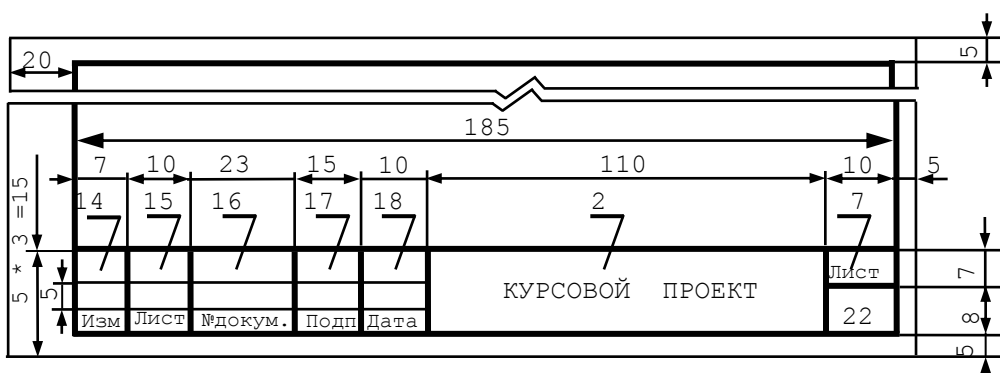 5
20
185
7 10 23 15 10 110 10 5
14 15 16 17 18 2 7
5 * 3 =15
5
Лист
7
КУРСОВОЙ ПРОЕКТ
Изм Лист №докум. Подп Дата
22
8
5